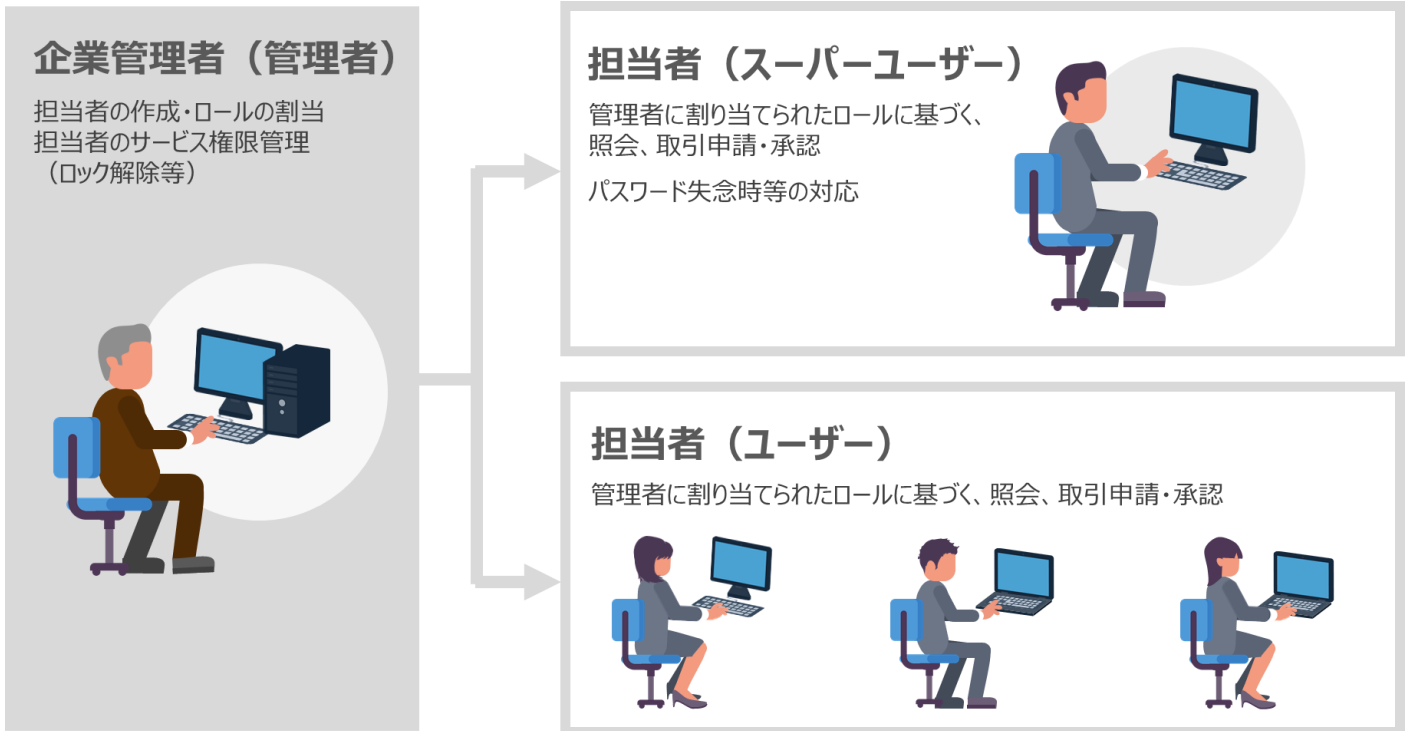 企業管理者（管理者）
担当者の作成・ロールの割当
担当者のサービス権限管理
（ロック解除等）
担当者（スーパーユーザー）
管理者に割り当てられたロールに基づく、
照会、取引申請・承認
パスワード失念時等の対応
担当者（ユーザー）
管理者に割り当てられたロールに基づく、照会、取引申請・承認